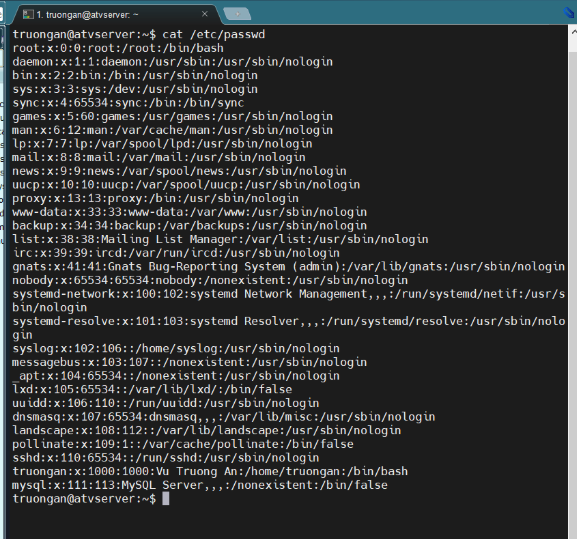 1. truongan@atvserver: ~
truongan@atvserver:~$ cat /etc/passwd
root:x:0:0:root:/root:/bin/bash
daemon:x:1:1:daemon:/usr/sbin:/usr/sbin/nologin
bin:x:2:2:bin:/bin:/usr/sbin/nologin
sys:x:3:3:sys:/dev:/usr/sbin/nologin
sync:x:4:65534:sync:/bin:/bin/sync
games:x:5:60:games:/usr/games:/usr/sbin/nologin
man:x:6:12:man:/var/cache/man:/usr/sbin/nologin
lp:x:7:7:lp:/var/spool/lpd:/usr/sbin/nologin
mail:x:8:8:mail:/var/mail:/usr/sbin/nologin
news:x:9:9:news:/var/spool/news:/usr/sbin/nologin
uucp:x:10:10:uucp:/var/spool/uucp:/usr/sbin/nologin
proxy:x:13:13:proxy:/bin:/usr/sbin/nologin
www-data:x:33:33:www-data:/var/www:/usr/sbin/nologin
backup:x:34:34:backup:/var/backups:/usr/sbin/nologin
list:x:38:38:Mailing List Manager:/var/list:/usr/sbin/nologin
irc:x:39:39:ircd:/var/run/ircd:/usr/sbin/nologin
gnats:x:41:41:Gnats Bug-Reporting System (admin):/var/lib/gnats:/usr/sbin/nologin
nobody:x:65534:65534:nobody:/nonexistent:/usr/sbin/nologin
systemd-network:x:100:102:systemd Network Management,,,:/run/systemd/netif:/usr/s
bin/nologin
systemd-resolve:x:101:103:systemd Resolver,,,:/run/systemd/resolve:/usr/sbin/nolo
gin
syslog:x:102:106::/home/syslog:/usr/sbin/nologin
messagebus:x:103:107::/nonexistent:/usr/sbin/nologin
_apt:x:104:65534::/nonexistent:/usr/sbin/nologin
lxd:x:105:65534::/var/lib/lxd/:/bin/false
uuidd:x:106:110::/run/uuidd:/usr/sbin/nologin
dnsmasq:x:107:65534:dnsmasq,,,:/var/lib/misc:/usr/sbin/nologin
landscape:x:108:112::/var/lib/landscape:/usr/sbin/nologin
pollinate:x:109:1::/var/cache/pollinate:/bin/false
sshd:x:110:65534::/run/sshd:/usr/sbin/nologin
truongan:x:1000:1000:Vu Truong An:/home/truongan:/bin/bash
mysql:x:111:113:MySQL Server,,,:/nonexistent:/bin/false
truongan@atvserver:~$